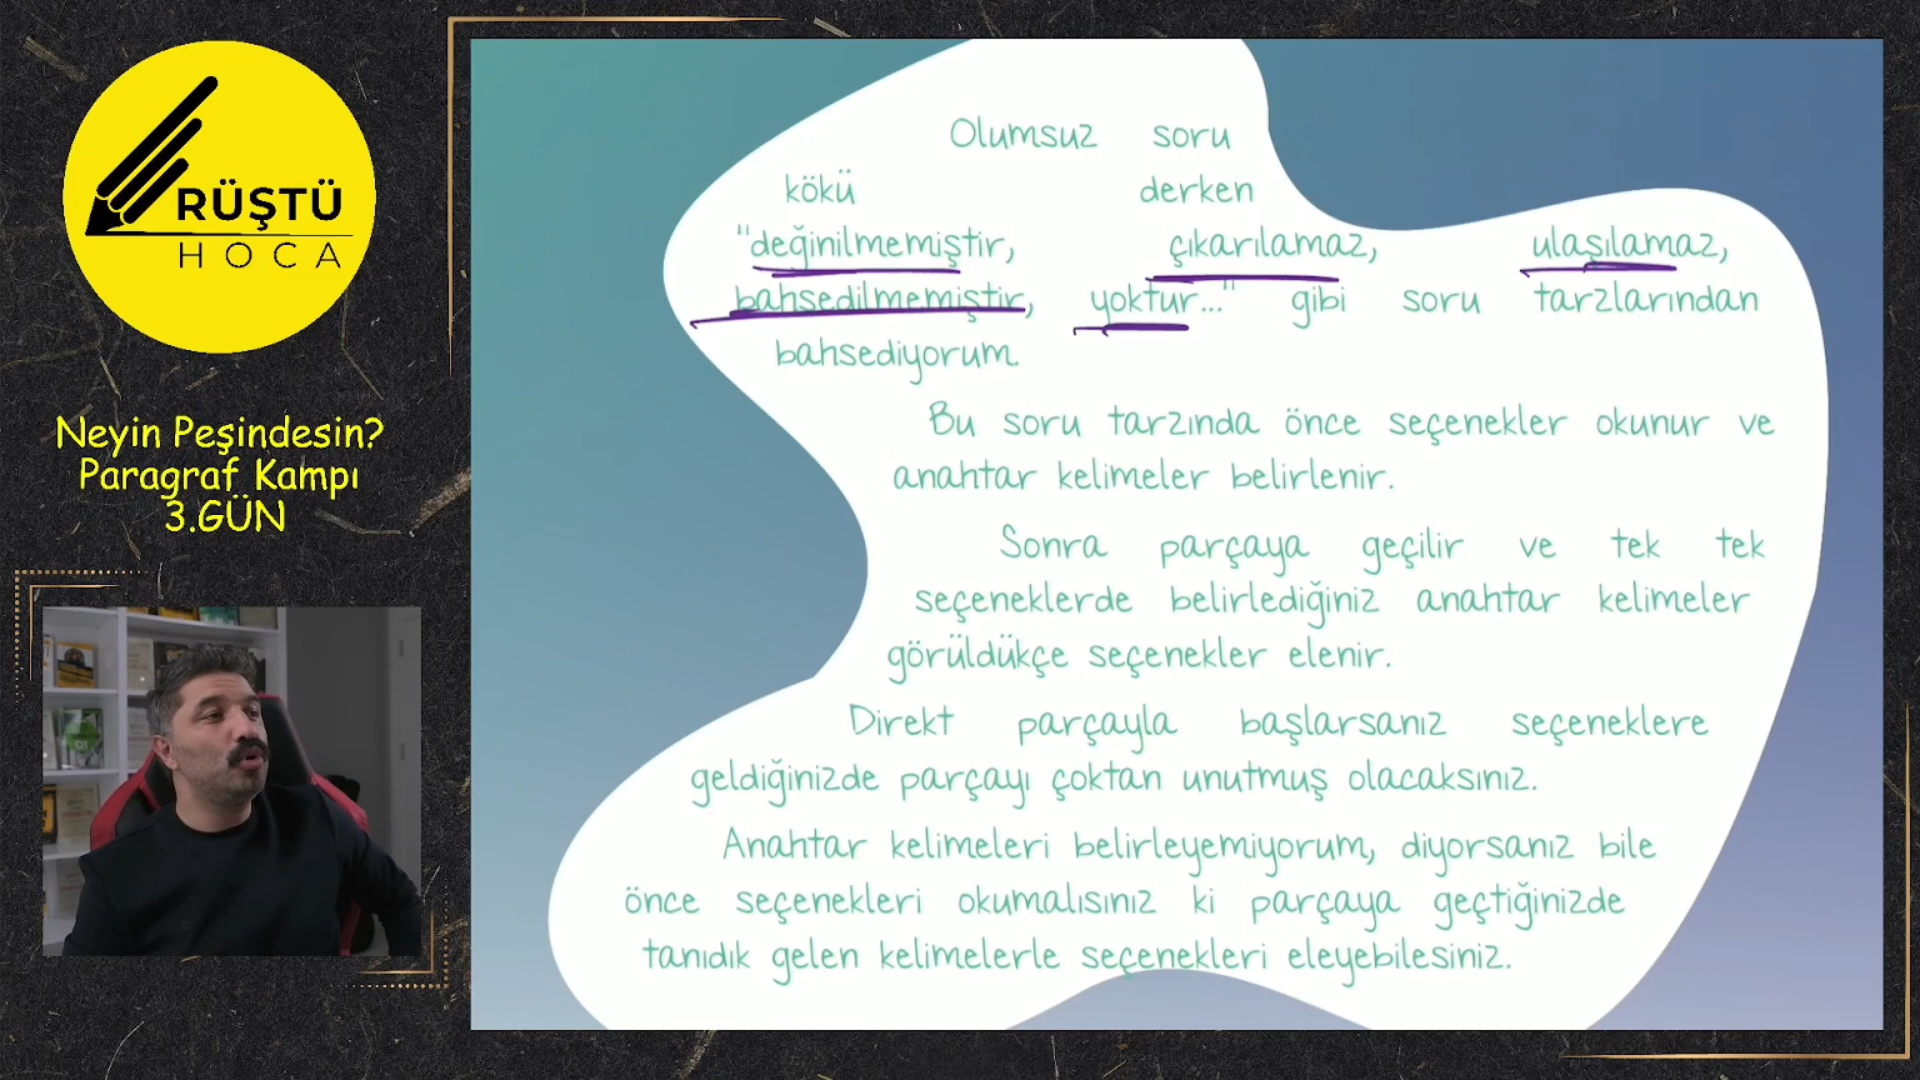 RÜŞTÜ
HOCA
Neyin Peşindesin?
Paragraf Kampı
3.GÜN
Olumsuz soru
kökü derken
"değinilmemiştir, çıkarılamaz, ulaşılamaz,
bahsedilmemiştir, yoktur..." gibi soru tarzlarından
bahsediyorum.
Bu soru tarzında önce seçenekler okunur ve
anahtar kelimeler belirlenir.
Sonra parçaya geçilir ve tek tek
seçeneklerde belirlediğiniz anahtar kelimeler
görüldükçe seçenekler elenir.
Direkt parçayla başlarsanız seçeneklere
geldiğinizde parçayı çoktan unutmuş olacaksınız.
Anahtar kelimeleri belirleyemiyorum, diyorsanız bile
önce seçenekleri okumalısınız ki parçaya geçtiğinizde
tanıdık gelen kelimelerle seçenekleri eleyebilesiniz.